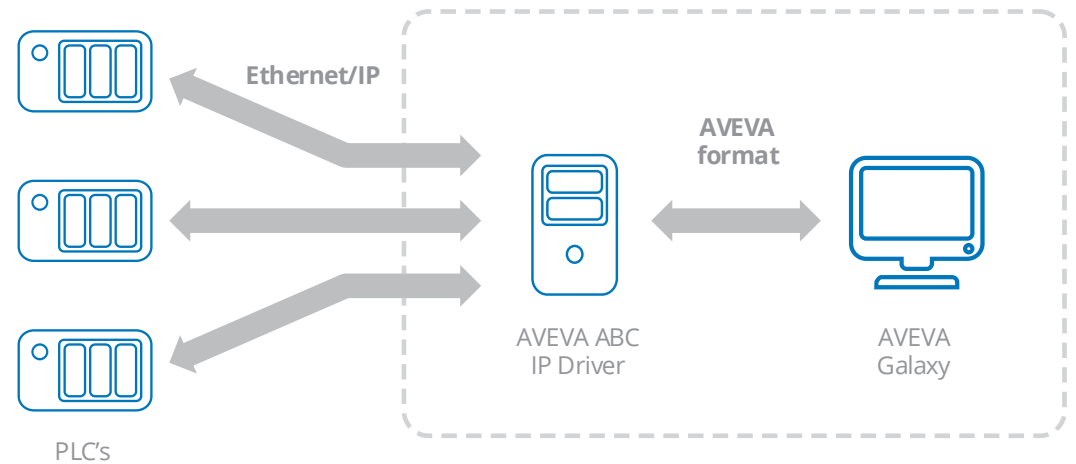 Ethernet/IP
AVEVA
format
AVEVA ABC
IP Driver
AVEVA
Galaxy
PLC’s